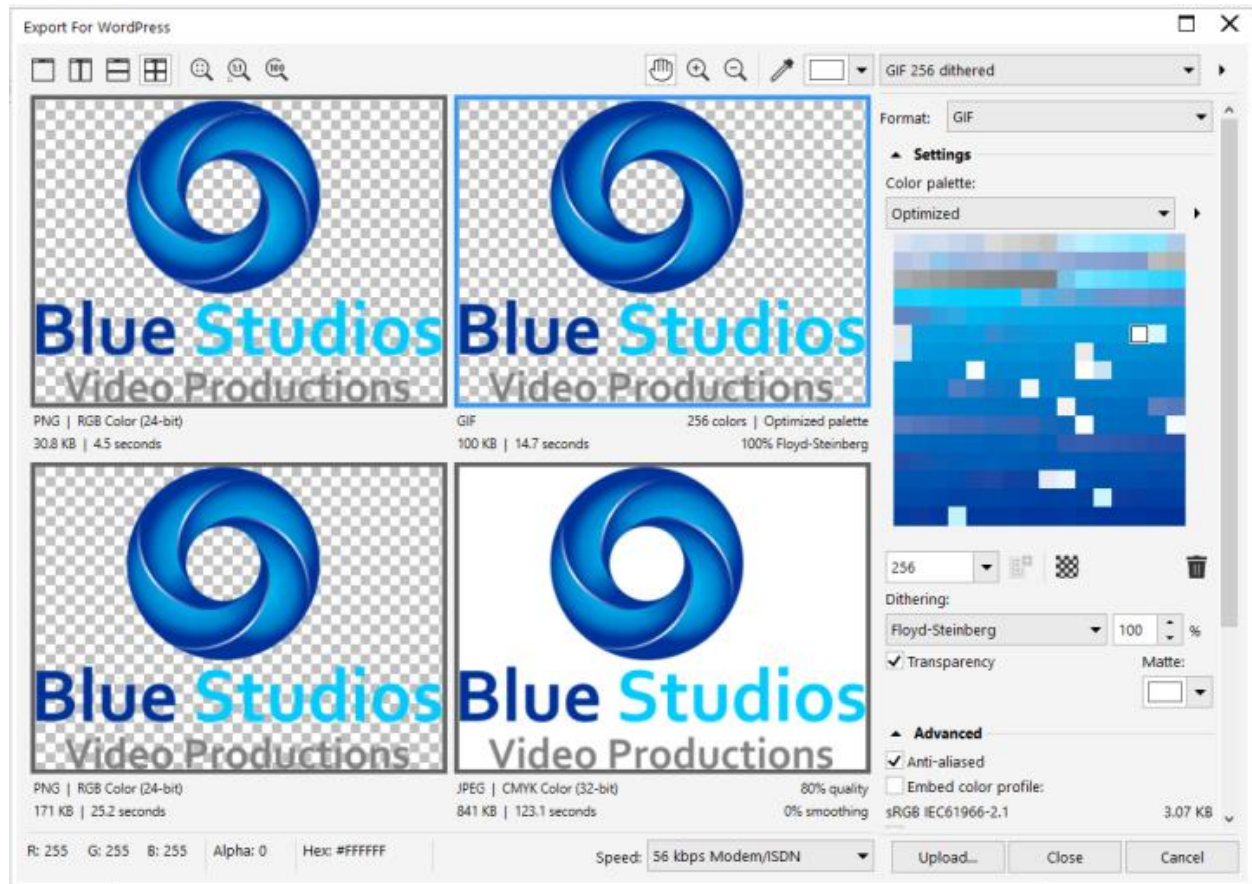 Export For WordPress
1:1
100
GIF 256 dithered
Format: GIF
Settings
Color palette:
Optimized
Blue Studios
Video Productions
PNG | RGB Color (24-bit)
30.8 KB | 4.5 seconds
Blue Studios
Video Productions
GIF 256 colors | Optimized palette
100 KB | 14.7 seconds 100% Floyd-Steinberg
Blue Studios
Video Productions
PNG | RGB Color (24-bit)
171 KB | 25.2 seconds
Blue Studios
Video Productions
JPEG | CMYK Color (32-bit) 80% quality
841 KB | 123.1 seconds 0% smoothing
256
Dithering:
Floyd-Steinberg 100 %
Transparency Matte:
Advanced
Anti-aliased
Embed color profile:
sRGB IEC61966-2.1 3.07 KB
R: 255 G: 255 B: 255 Alpha: 0 Hex: #FFFFFF
Speed: 56 kbps Modem/ISDN
Upload... Close Cancel